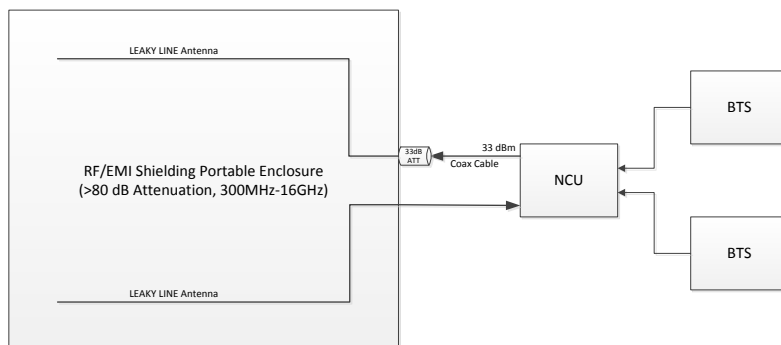 LEAKY LINE Antenna
BTS
33dB
ATT
33 dBm
Coax Cable
RF/EMI Shielding Portable Enclosure
(>80 dB Attenuation, 300MHz-16GHz)
NCU
BTS
LEAKY LINE Antenna